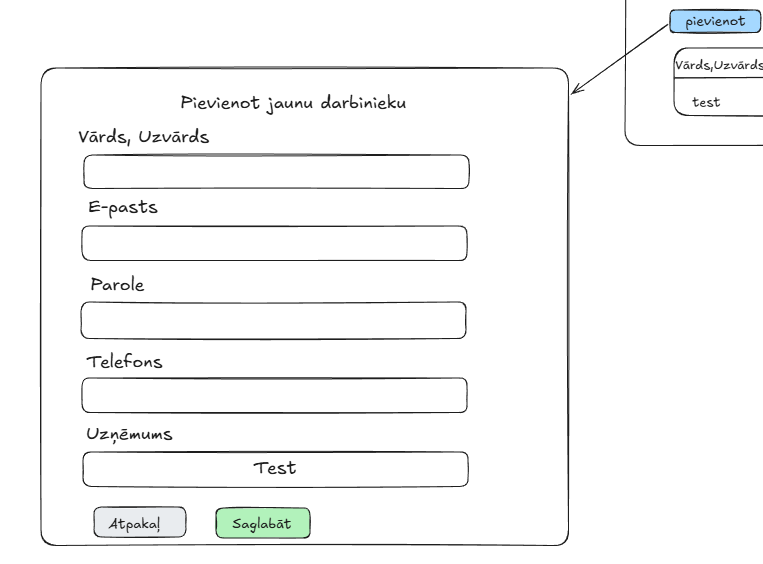 pievienot
Vārds,Uzvārds
test
Pievienot jaunu darbinieku
Vārds, Uzvārds
E-pasts
Parole
Telefons
Uzņēmums
Test
Atpakaļ
Saglabāt